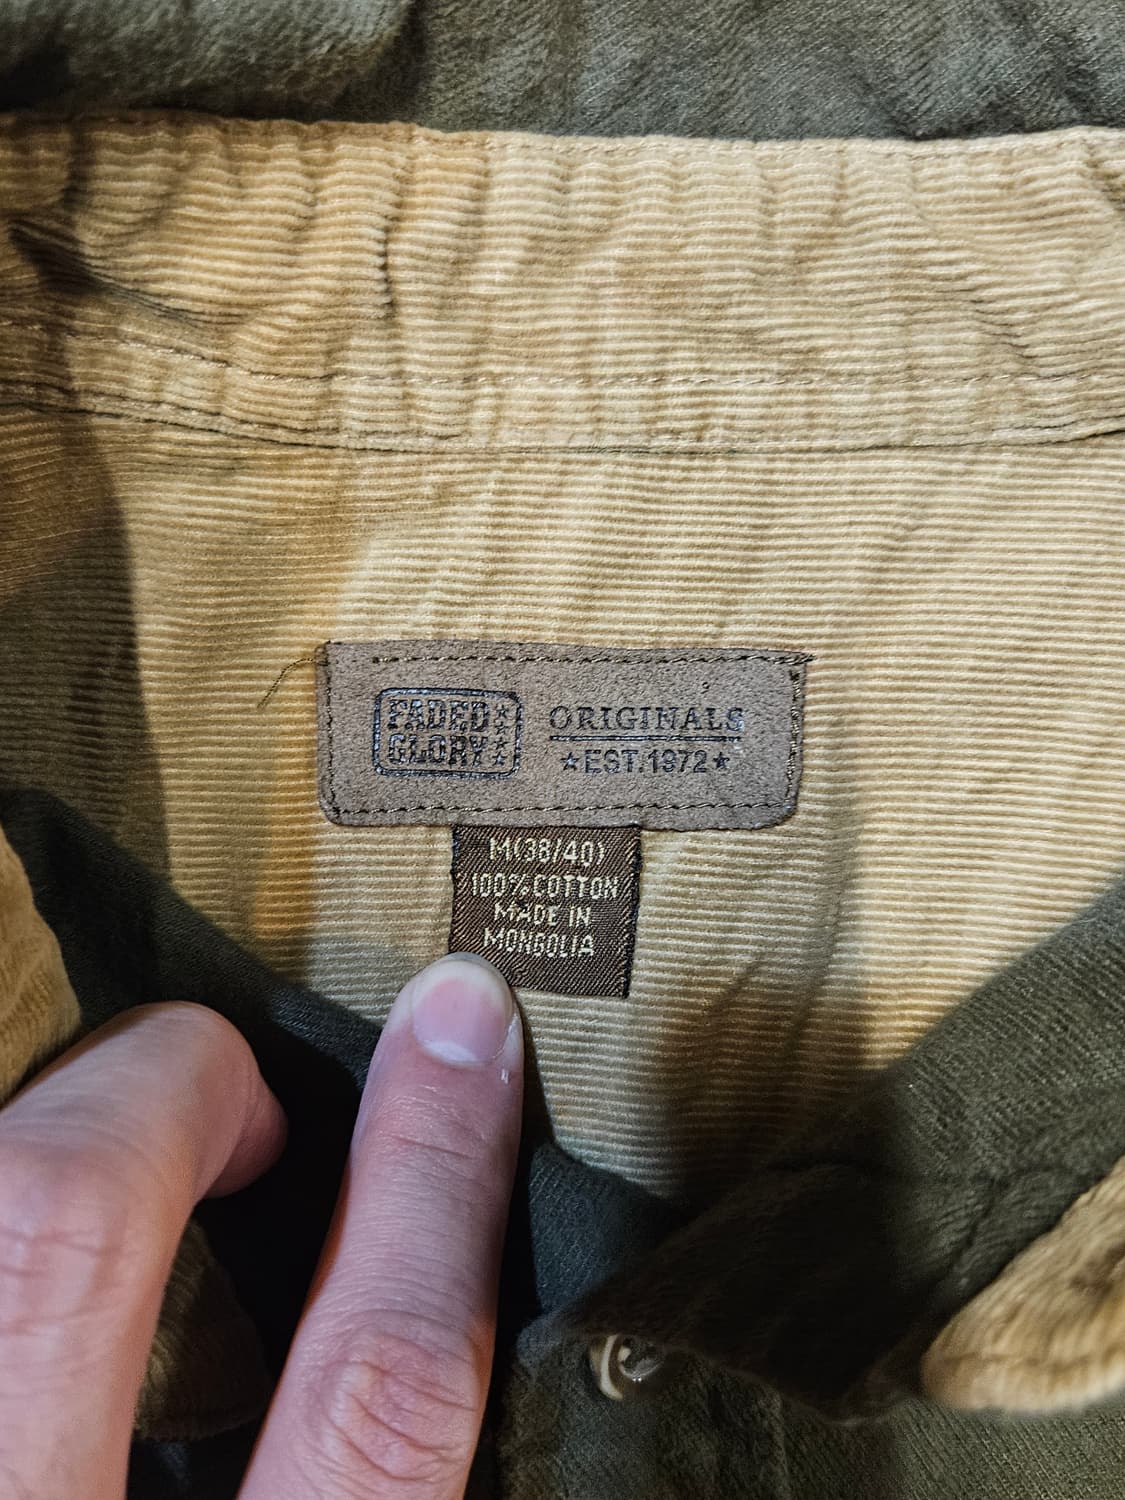 FADED
GLORY
ORIGINALS
★EST.1972★
M(38/40)
100% COTTON
MADE IN
MONGOLIA